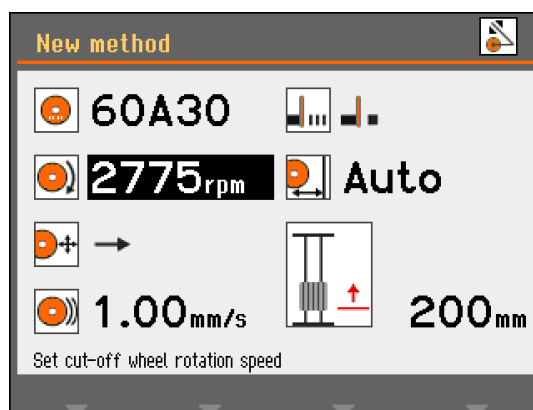 New method
60A30
2775rpm
Auto
1.00mm/s
200mm
Set cut-off wheel rotation speed